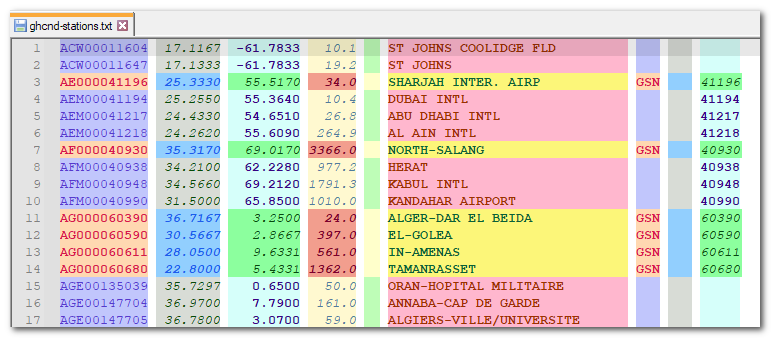 ghcnd-stations.txt
1 ACW00011604 17.1167 -61.7833 10.1 ST JOHNS COOLIDGE FLD
2 ACW00011647 17.1333 -61.7833 19.2 ST JOHNS
3 AE000041196 25.3330 55.5170 34.0 SHARJAH INTER. AIRP GSN 41196
4 AEM00041194 25.2550 55.3640 10.4 DUBAI INTL 41194
5 AEM00041217 24.4330 54.6510 26.8 ABU DHABI INTL 41217
6 AEM00041218 24.2620 55.6090 264.9 AL AIN INTL 41218
7 AF000040930 35.3170 69.0170 3366.0 NORTH-SALANG GSN 40930
8 AFM00040938 34.2100 62.2280 977.2 HERAT 40938
9 AFM00040948 34.5660 69.2120 1791.3 KABUL INTL 40948
10 AFM00040990 31.5000 65.8500 1010.0 KANDAHAR AIRPORT 40990
11 AG000060390 36.7167 3.2500 24.0 ALGER-DAR EL BEIDA GSN 60390
12 AG000060590 30.5667 2.8667 397.0 EL-GOLEA GSN 60590
13 AG000060611 28.0500 9.6331 561.0 IN-AMENAS GSN 60611
14 AG000060680 22.8000 5.4331 1362.0 TAMANRASSET GSN 60680
15 AGE00135039 35.7297 0.6500 50.0 ORAN-HOPITAL MILITAIRE
16 AGE00147704 36.9700 7.7900 161.0 ANNABA-CAP DE GARDE
17 AGE00147705 36.7800 3.0700 59.0 ALGIERS-VILLE/UNIVERSITE